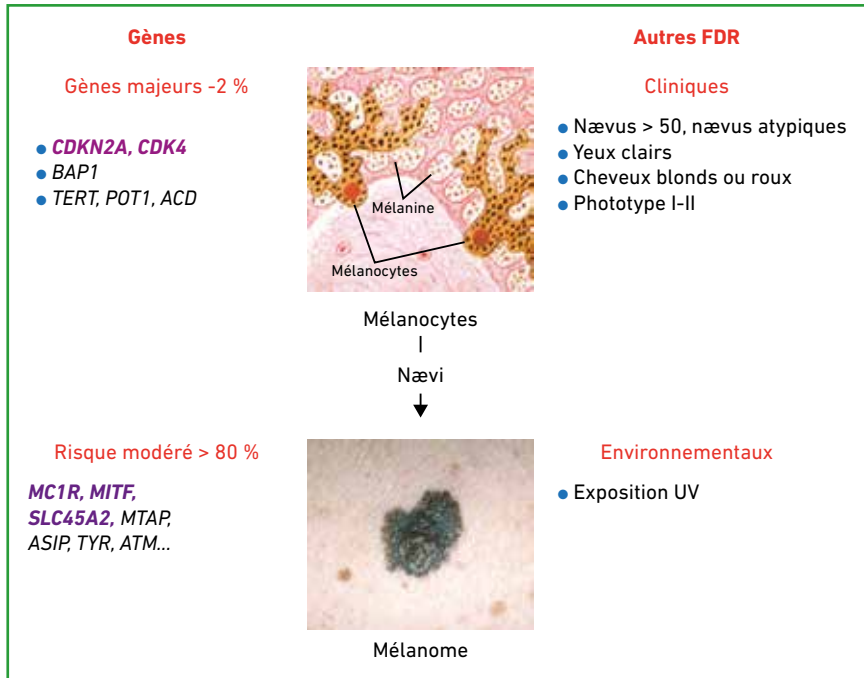 Gènes
Gènes majeurs -2 %
• CDKN2A, CDK4
• BAP1
• TERT, POT1, ACD
Mélanine
Mélanocytes
Autres FDR
Cliniques
• Nævus > 50, nævus atypiques
• Yeux clairs
• Cheveux blonds ou roux
• Phototype I-II
Mélanocytes
Nævi
Risque modéré > 80 %
MC1R, MITF,
SLC45A2, MTAP,
ASIP, TYR, ATM...
Environnementaux
• Exposition UV
Mélanome